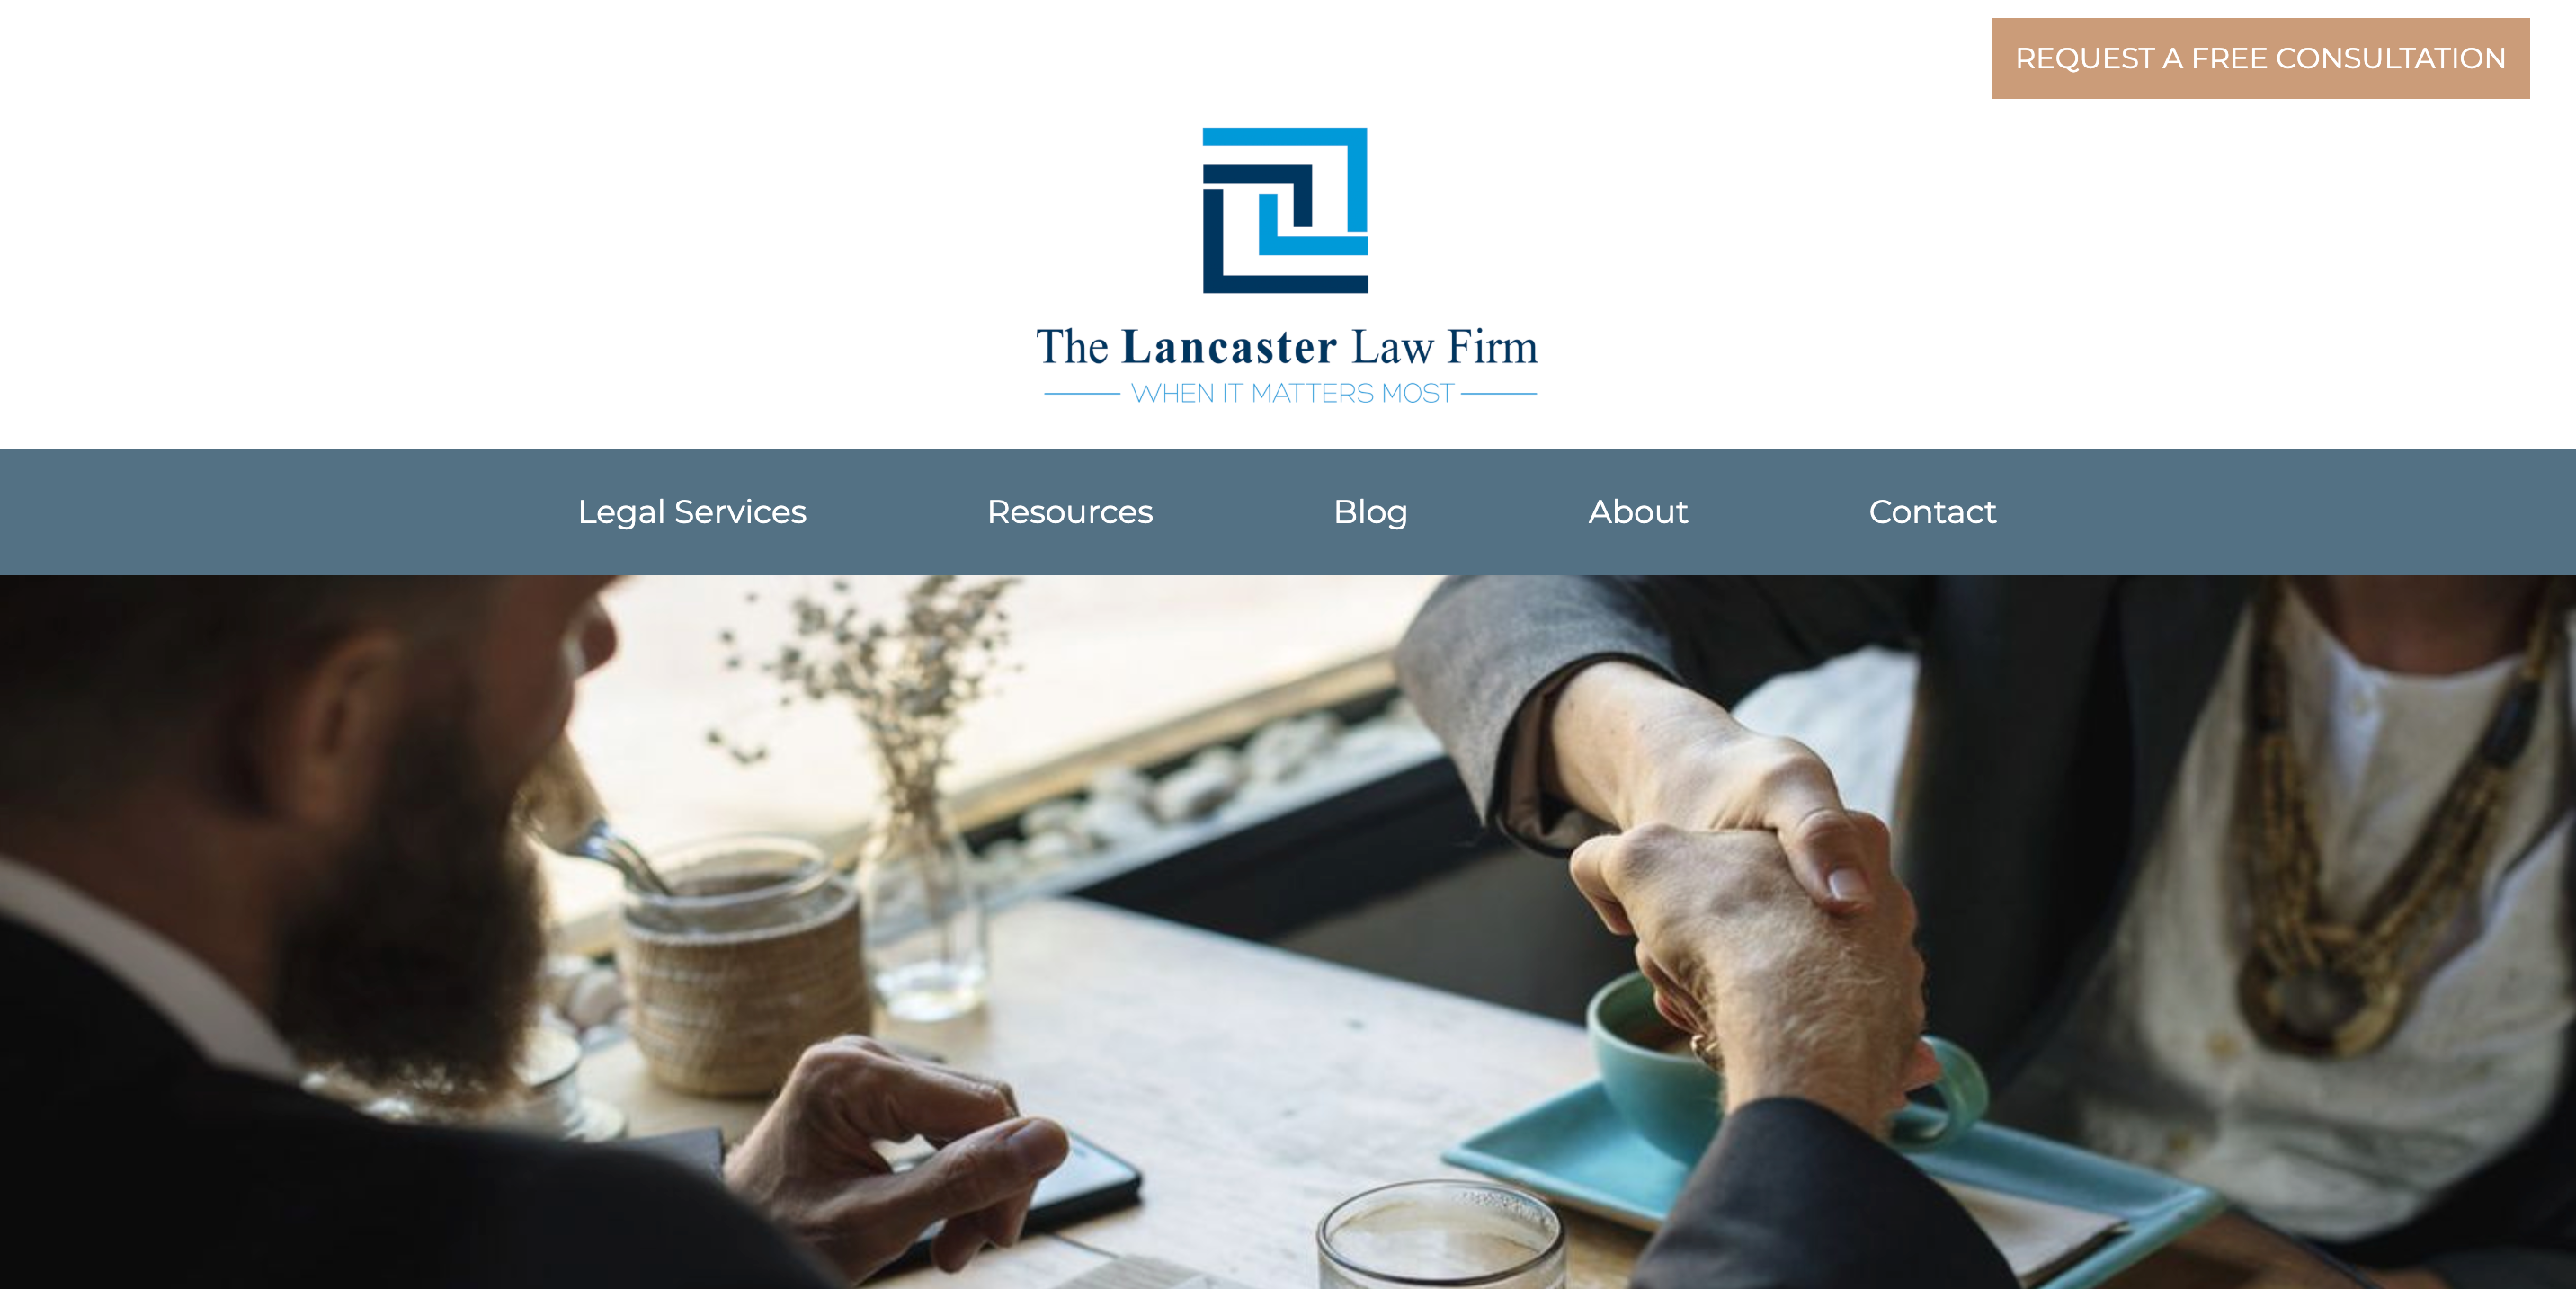 REQUEST A FREE CONSULTATION
The Lancaster Law Firm
WHEN IT MATTERS MOST
Legal Services Resources Blog About Contact